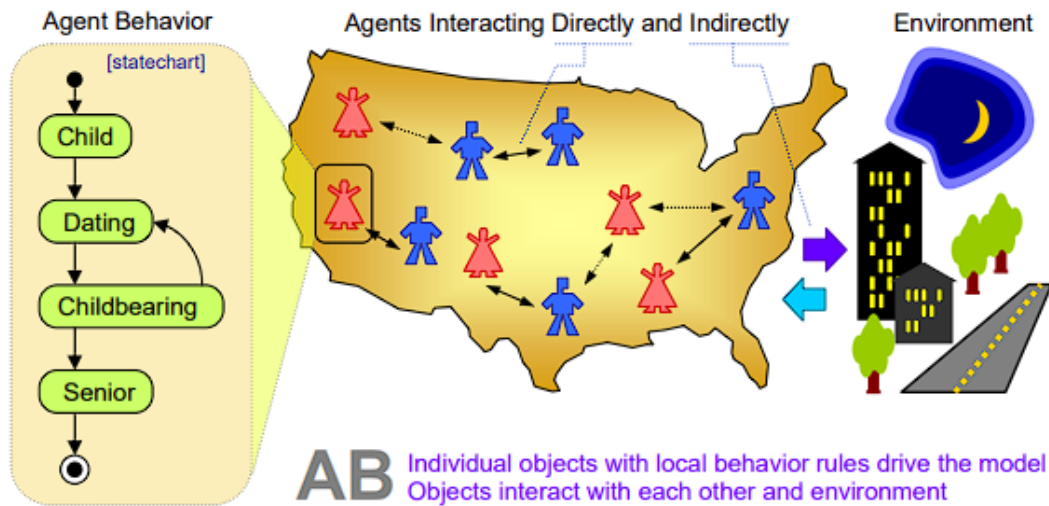 Agent Behavior
Agents Interacting Directly and Indirectly
Environment
[statechart]
Child
Dating
Childbearing
Senior
AB
Individual objects with local behavior rules drive the model
Objects interact with each other and environment